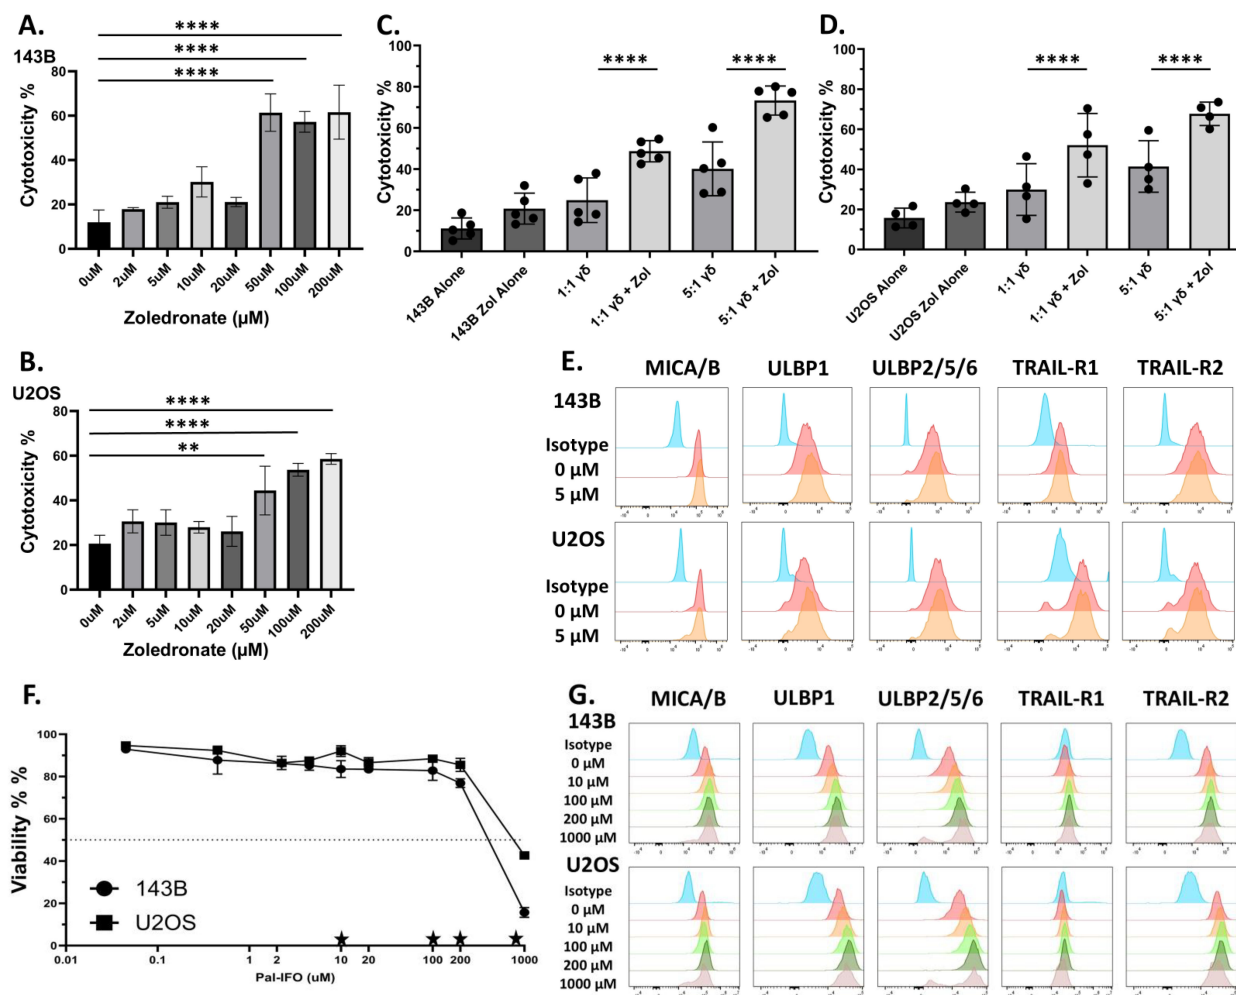 A.
143B
****
****
****
Cytotoxicity %
80
60
40
20
0
0uM
2uM
5uM
10uM
20uM
50uM
100uM
200uM
Zoledronate (μM)
B.
U2OS
****
****
**
Cytotoxicity %
80
60
40
20
0
0uM
2uM
5uM
10uM
20uM
50uM
100uM
200uM
Zoledronate (μM)
C.
****
****
Cytotoxicity %
100
80
60
40
20
0
143B Alone
143B Zol Alone
1:1 γδ
1:1 γδ + Zol
5:1 γδ
5:1 γδ + Zol
D.
****
****
Cytotoxicity %
100
80
60
40
20
0
U2OS Alone
U2OS Zol Alone
1:1 γδ
1:1 γδ + Zol
5:1 γδ
5:1 γδ + Zol
E.
MICA/B ULBP1 ULBP2/5/6 TRAIL-R1 TRAIL-R2
143B
Isotype
0 μM
5 μM
U2OS
Isotype
0 μM
5 μM
F.
Viability %
100
80
60
40
20
0
143B
U2OS
0.01 0.1 1 2 10 20 100 200 1000
Pal-IFO (uM)
G.
MICA/B ULBP1 ULBP2/5/6 TRAIL-R1 TRAIL-R2
143B
Isotype
0 μM
10 μM
100 μM
200 μM
1000 μM
U2OS
Isotype
0 μM
10 μM
100 μM
200 μM
1000 μM